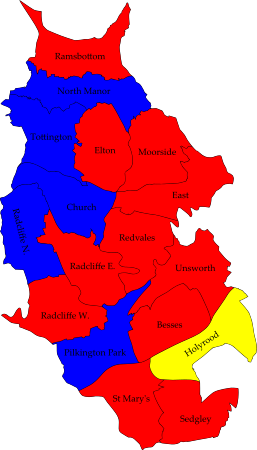 Ramsbottom
North Manor
Tottington
Elton
Moorside
East
Church
Radcliffe N.
Redvales
Radcliffe E.
Unsworth
Radcliffe W.
Besses
Holyrood
Pilkington Park
St Mary's
Sedgley